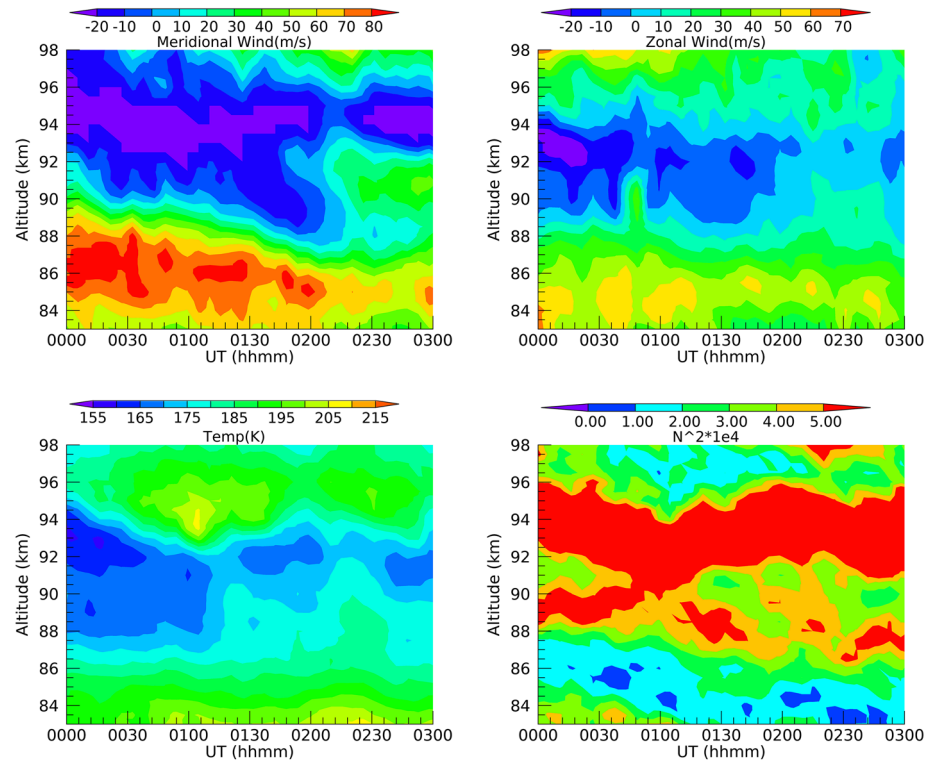 -20 -10 0 10 20 30 40 50 60 70 80
Meridional Wind(m/s)
98
96
94
92
90
88
86
84
Altitude (km)
0000 0030 0100 0130 0200 0230 0300
UT (hhmm)
-20 -10 0 10 20 30 40 50 60 70
Zonal Wind(m/s)
98
96
94
92
90
88
86
84
Altitude (km)
0000 0030 0100 0130 0200 0230 0300
UT (hhmm)
155 165 175 185 195 205 215
Temp(K)
98
96
94
92
90
88
86
84
Altitude (km)
0000 0030 0100 0130 0200 0230 0300
UT (hhmm)
0.00 1.00 2.00 3.00 4.00 5.00
N^2*1e4
98
96
94
92
90
88
86
84
Altitude (km)
0000 0030 0100 0130 0200 0230 0300
UT (hhmm)